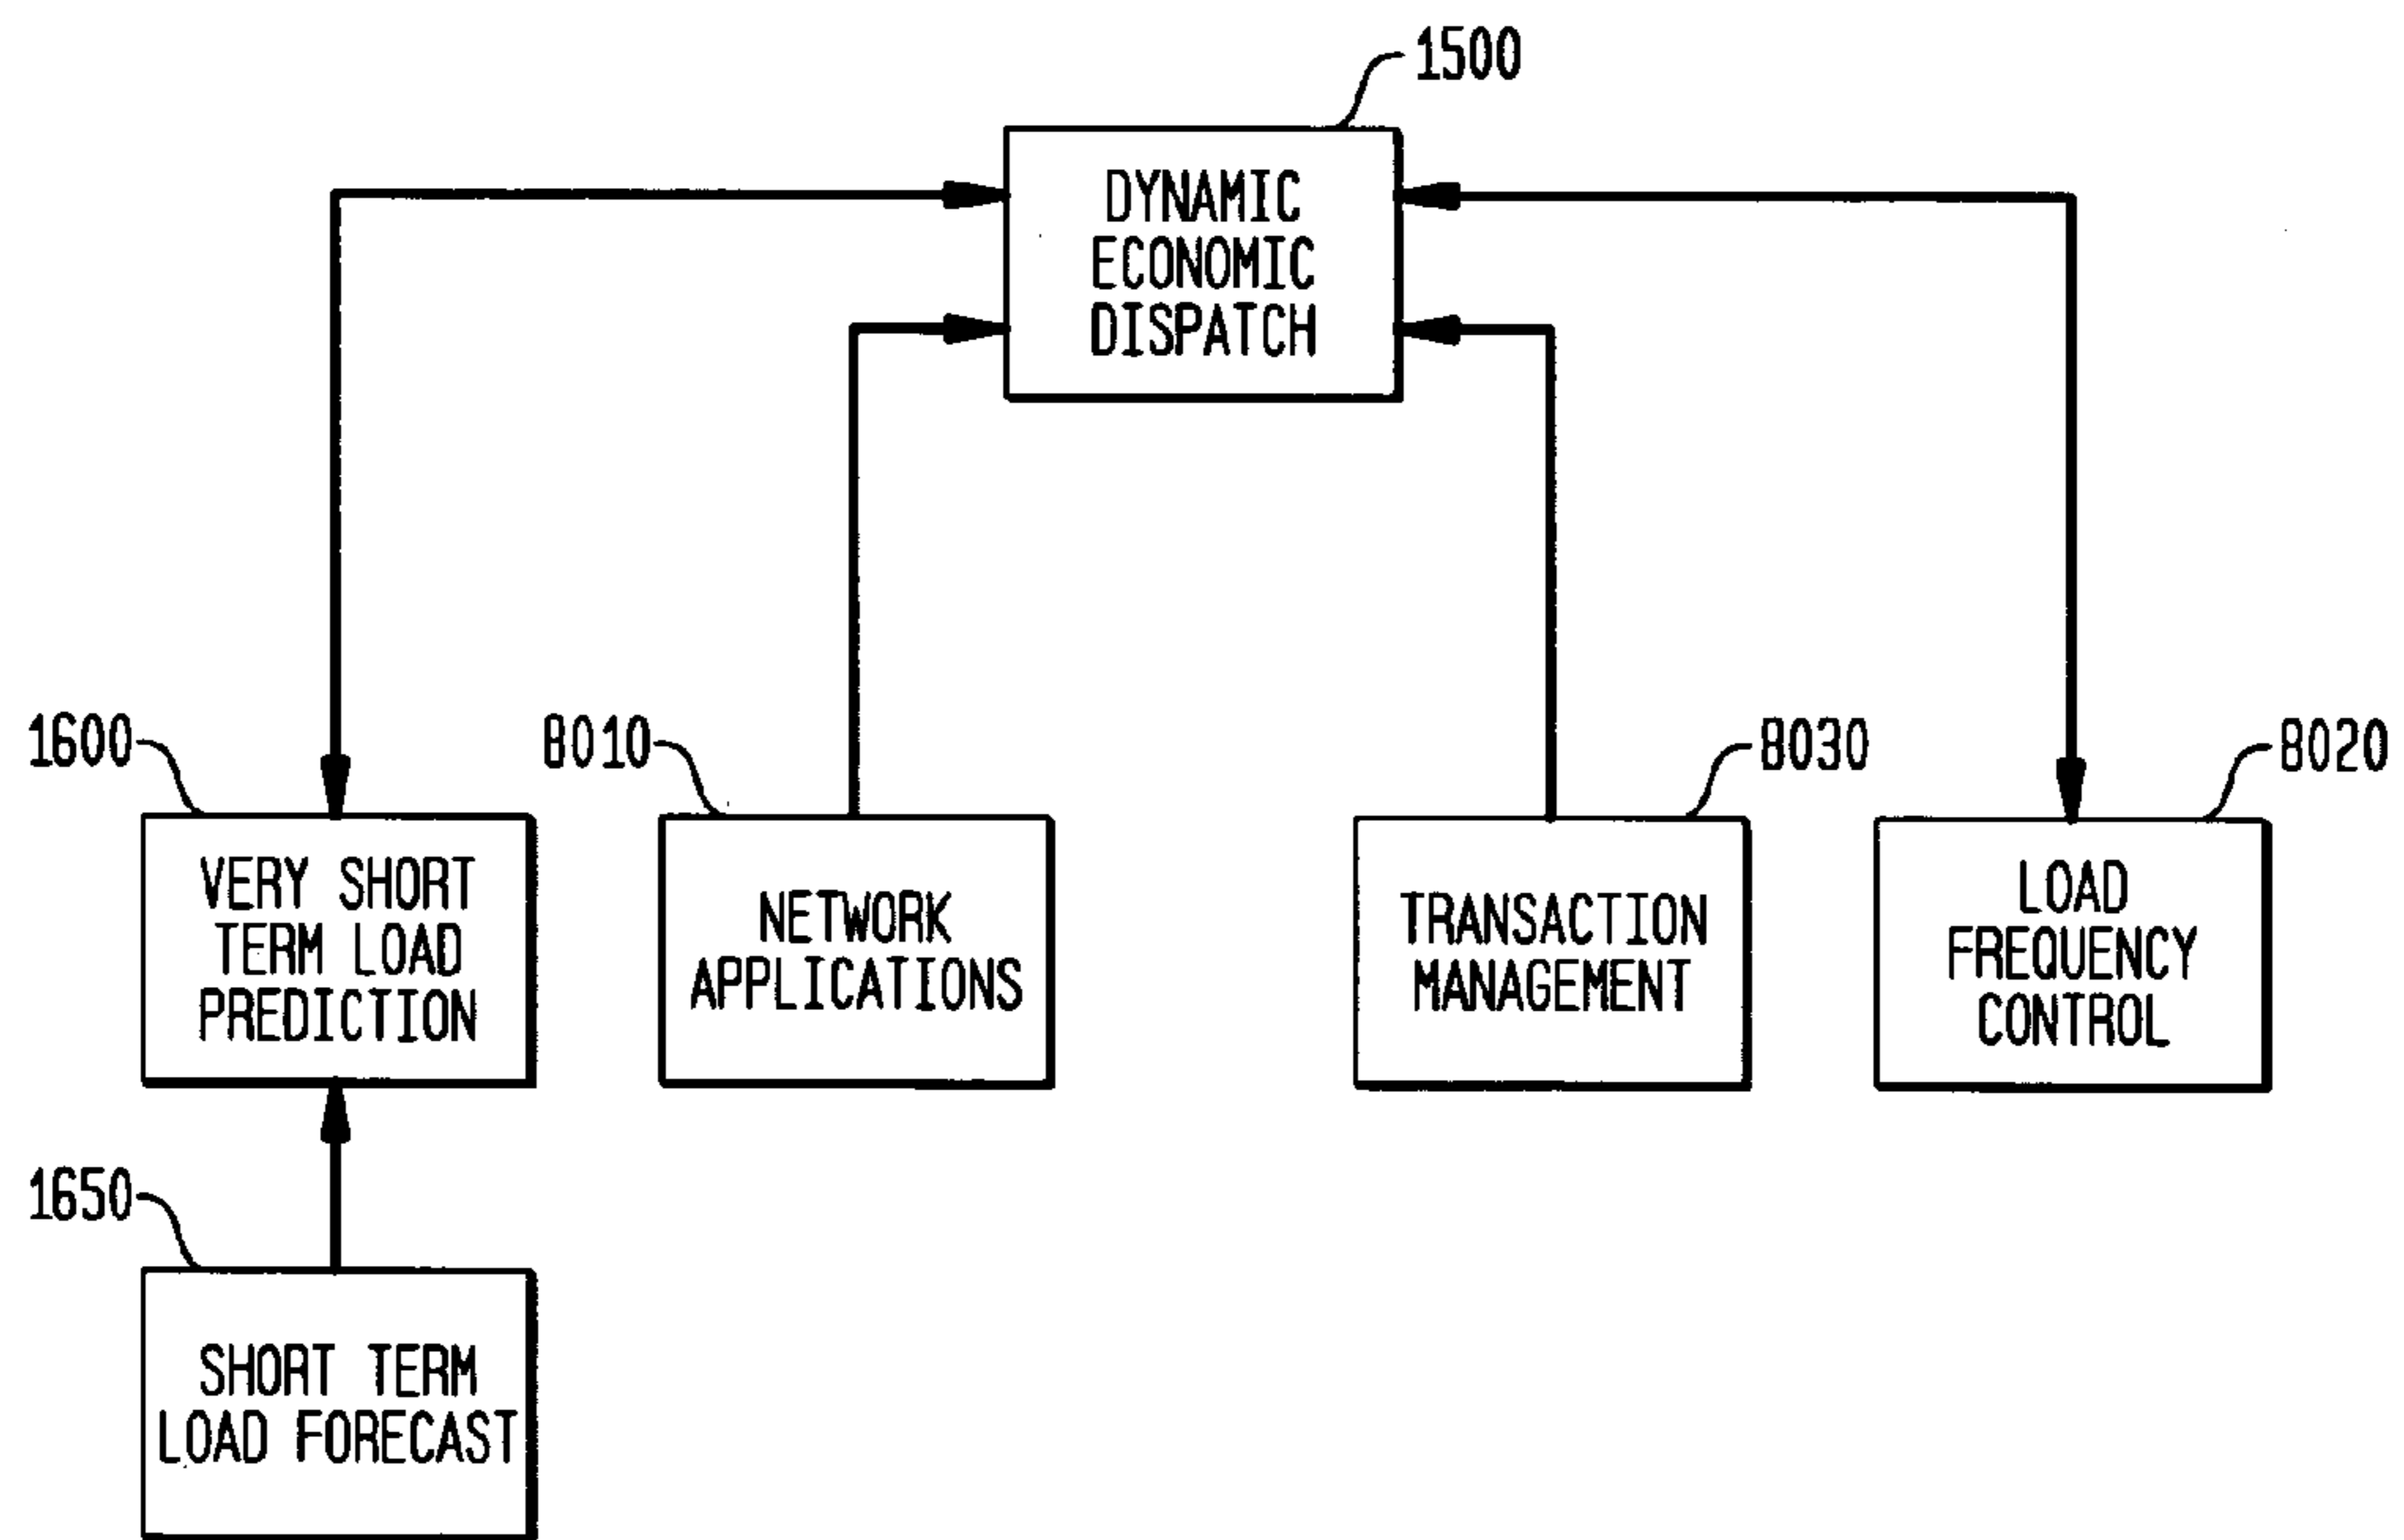 1500
DYNAMIC
ECONOMIC
DISPATCH
1600
8010
8030
8020
VERY SHORT
TERM LOAD
PREDICTION
NETWORK
APPLICATIONS
TRANSACTION
MANAGEMENT
LOAD
FREQUENCY
CONTROL
1650
SHORT TERM
LOAD FORECAST